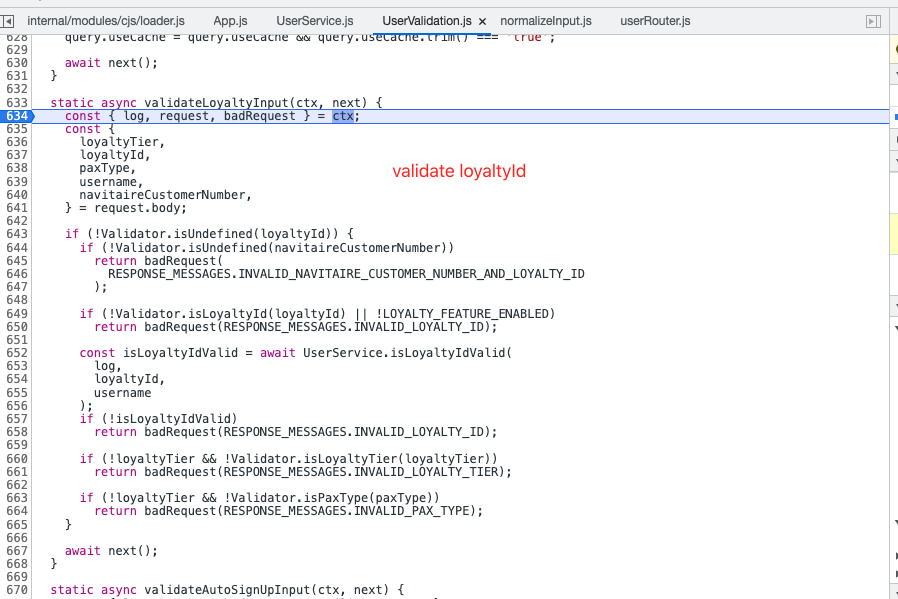 internal/modules/cjs/loader.js App.js UserService.js UserValidation.js × normalizeInput.js userRouter.js
628 query.useCache = query.useCache && query.useCache.trim() === 'true';
629
630 await next();
631 }
632
633 static async validateLoyaltyInput(ctx, next) {
634 const { log, request, badRequest } = ctx;
635 const {
636 loyaltyTier,
637 loyaltyId,
638 paxType,
validate loyaltyId
639 username,
640 navitaireCustomerNumber,
641 } = request.body;
642
643 if (!Validator.isUndefined(loyaltyId)) {
644 if (!Validator.isUndefined(navitaireCustomerNumber))
645 return badRequest(
646 RESPONSE_MESSAGES.INVALID_NAVITAIRE_CUSTOMER_NUMBER_AND_LOYALTY_ID
647 );
648
649 if (!Validator.isLoyaltyId(loyaltyId) || !LOYALTY_FEATURE_ENABLED)
650 return badRequest(RESPONSE_MESSAGES.INVALID_LOYALTY_ID);
651
652 const isLoyaltyIdValid = await UserService.isLoyaltyIdValid(
653 log,
654 loyaltyId,
655 username
656 );
657 if (!isLoyaltyIdValid)
658 return badRequest(RESPONSE_MESSAGES.INVALID_LOYALTY_ID);
659
660 if (!loyaltyTier && !Validator.isLoyaltyTier(loyaltyTier))
661 return badRequest(RESPONSE_MESSAGES.INVALID_LOYALTY_TIER);
662
663 if (!loyaltyTier && !Validator.isPaxType(paxType))
664 return badRequest(RESPONSE_MESSAGES.INVALID_PAX_TYPE);
665 }
666
667 await next();
668 }
669
670 static async validateAutoSignUpInput(ctx, next) {